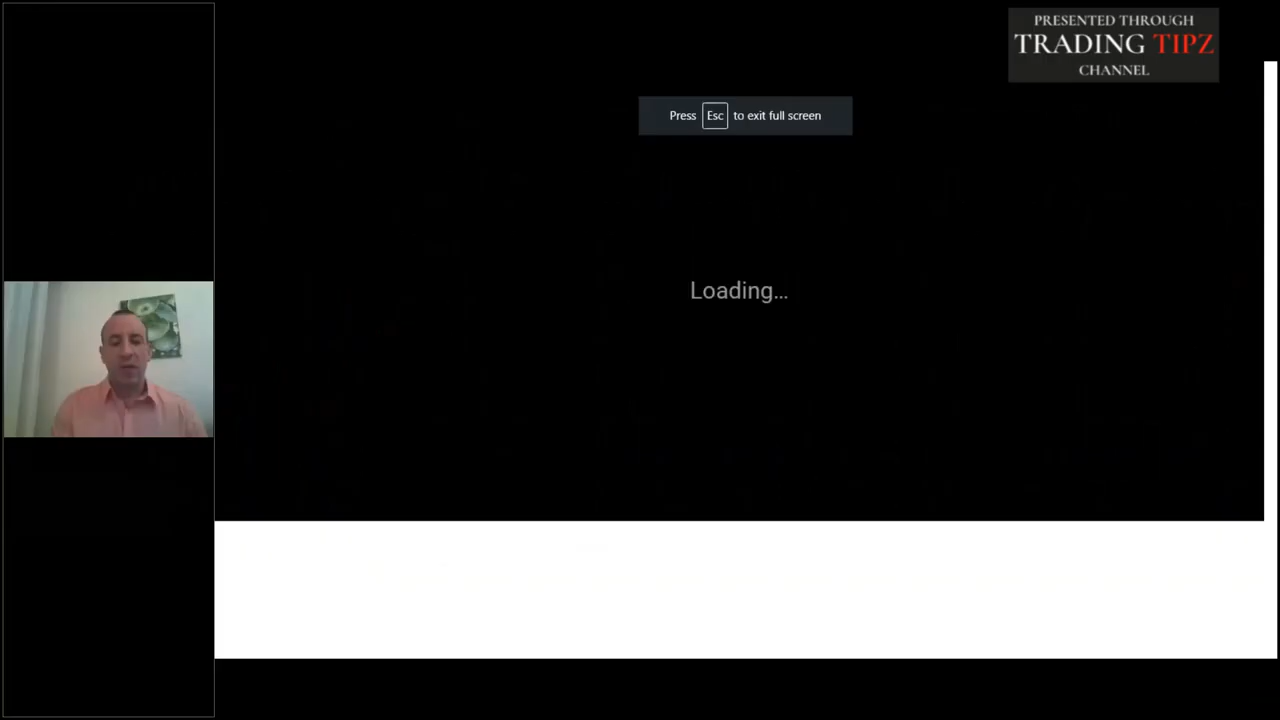 PRESENTED THROUGH
TRADING TIPZ
CHANNEL
Press Esc to exit full screen
Loading...